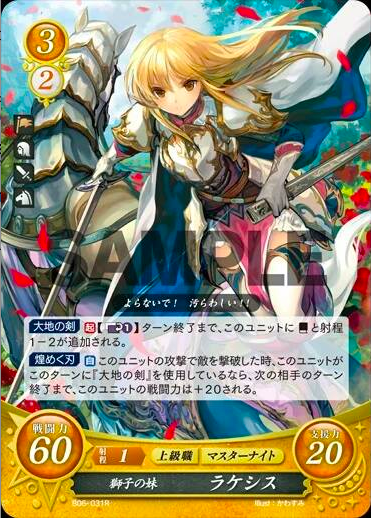 3
2
SAMPLE
よらないで! 汚らわしい!!
大地の剣 起【❶】ターン終了まで、このユニットに と射程
1-2が追加される。
煌めく刃 自 このユニットの攻撃で敵を撃破した時、このユニットが
このターンに『大地の剣』を使用しているなら、次の相手のターン
終了まで、このユニットの戦闘力は+20される。
戦闘力
60
射程 1 上級職 マスターナイト
支援力
20
獅子の妹 ラケシス
B06-031R Illust:かわすみ